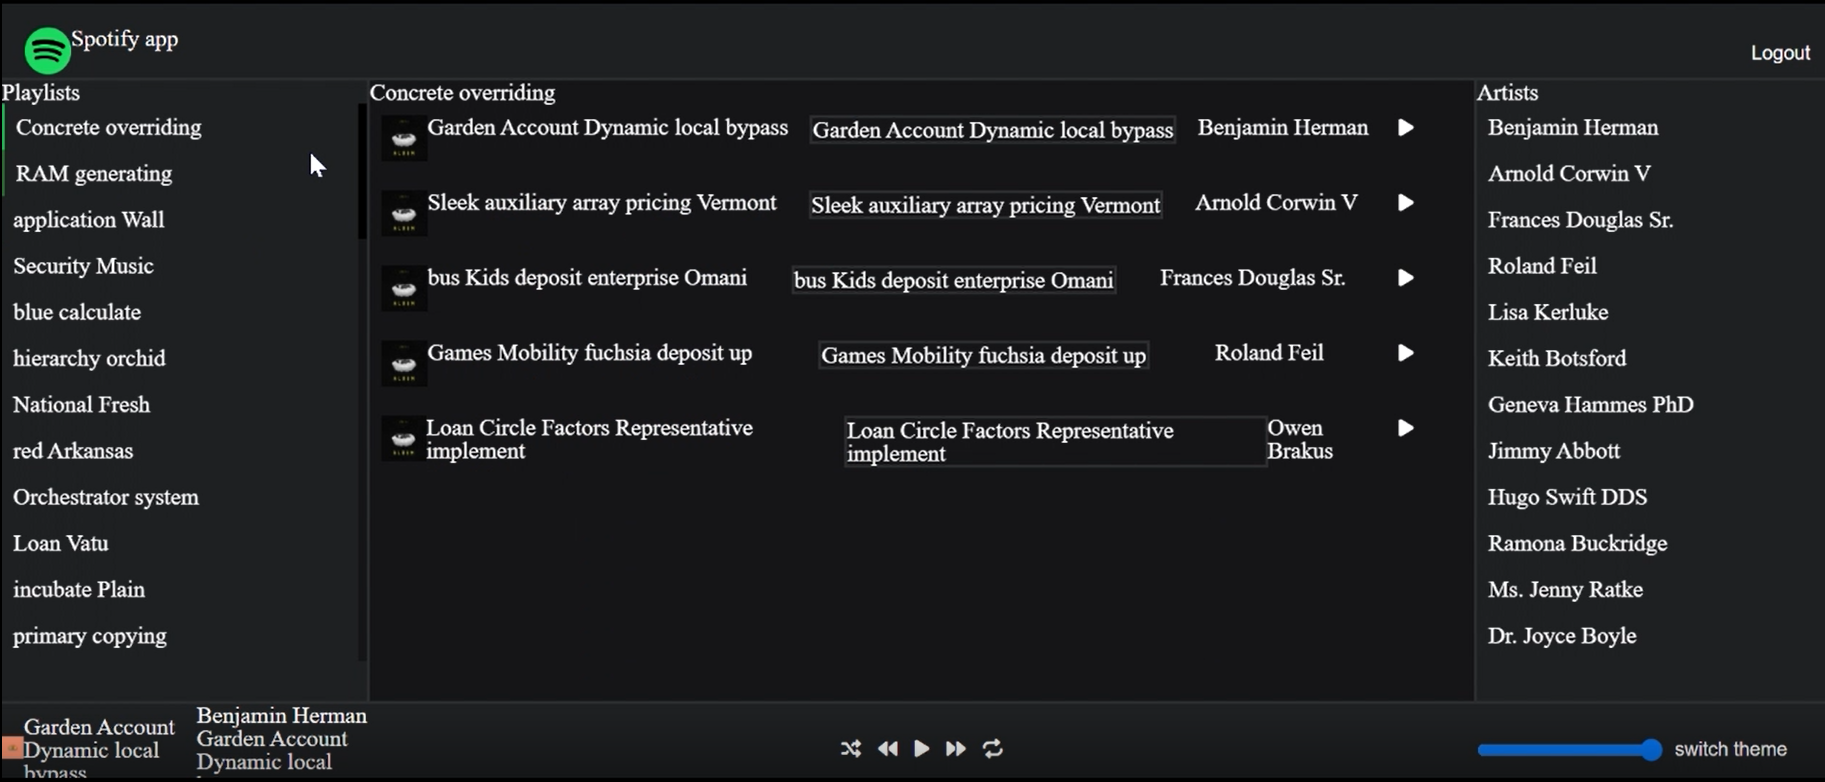 Spotify app
Logout
Playlists
Concrete overriding
RAM generating
application Wall
Security Music
blue calculate
hierarchy orchid
National Fresh
red Arkansas
Orchestrator system
Loan Vatu
incubate Plain
primary copying
Concrete overriding
Garden Account Dynamic local bypass Garden Account Dynamic local bypass Benjamin Herman
Sleek auxiliary array pricing Vermont Sleek auxiliary array pricing Vermont Arnold Corwin V
bus Kids deposit enterprise Omani bus Kids deposit enterprise Omani Frances Douglas Sr.
Games Mobility fuchsia deposit up Games Mobility fuchsia deposit up Roland Feil
Loan Circle Factors Representative
implement
Loan Circle Factors Representative
implement
Owen
Brakus
Artists
Benjamin Herman
Arnold Corwin V
Frances Douglas Sr.
Roland Feil
Lisa Kerluke
Keith Botsford
Geneva Hammes PhD
Jimmy Abbott
Hugo Swift DDS
Ramona Buckridge
Ms. Jenny Ratke
Dr. Joyce Boyle
Garden Account
Dynamic local
bypass
Benjamin Herman
Garden Account
Dynamic local
switch theme